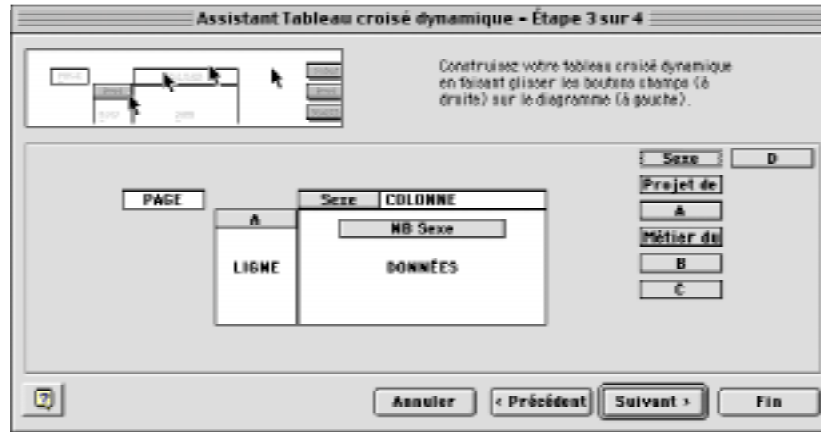 Assistant Tableau croisé dynamique – Étape 3 sur 4
Construisez votre tableau croisé dynamique
en faisant glisser les boutons champs (à
droite) sur le diagramme (à gauche).
Sexe D
PAGE Sexe COLONNE Projet de
A A
NB Sexe Métier du
LIGNE DONNÉES B
C
Annuler < Précédent Suivant > Fin